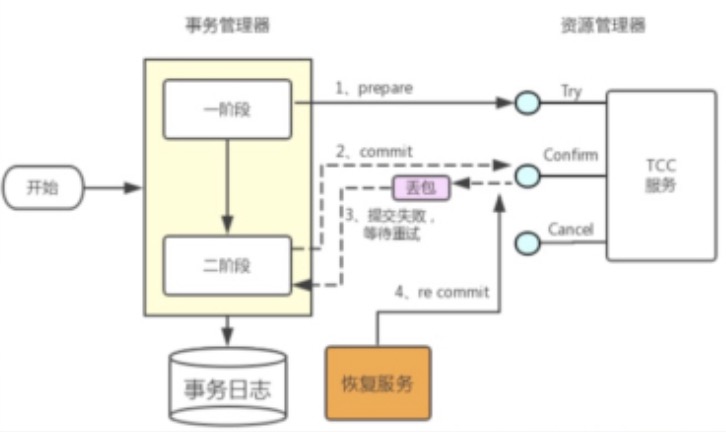 事务管理器
资源管理器
一阶段
1、prepare
Try
2、commit
Confirm
TCC
服务
开始
丢包
3、提交失败，
等待重试
Cancel
二阶段
4、re commit
事务日志
恢复服务